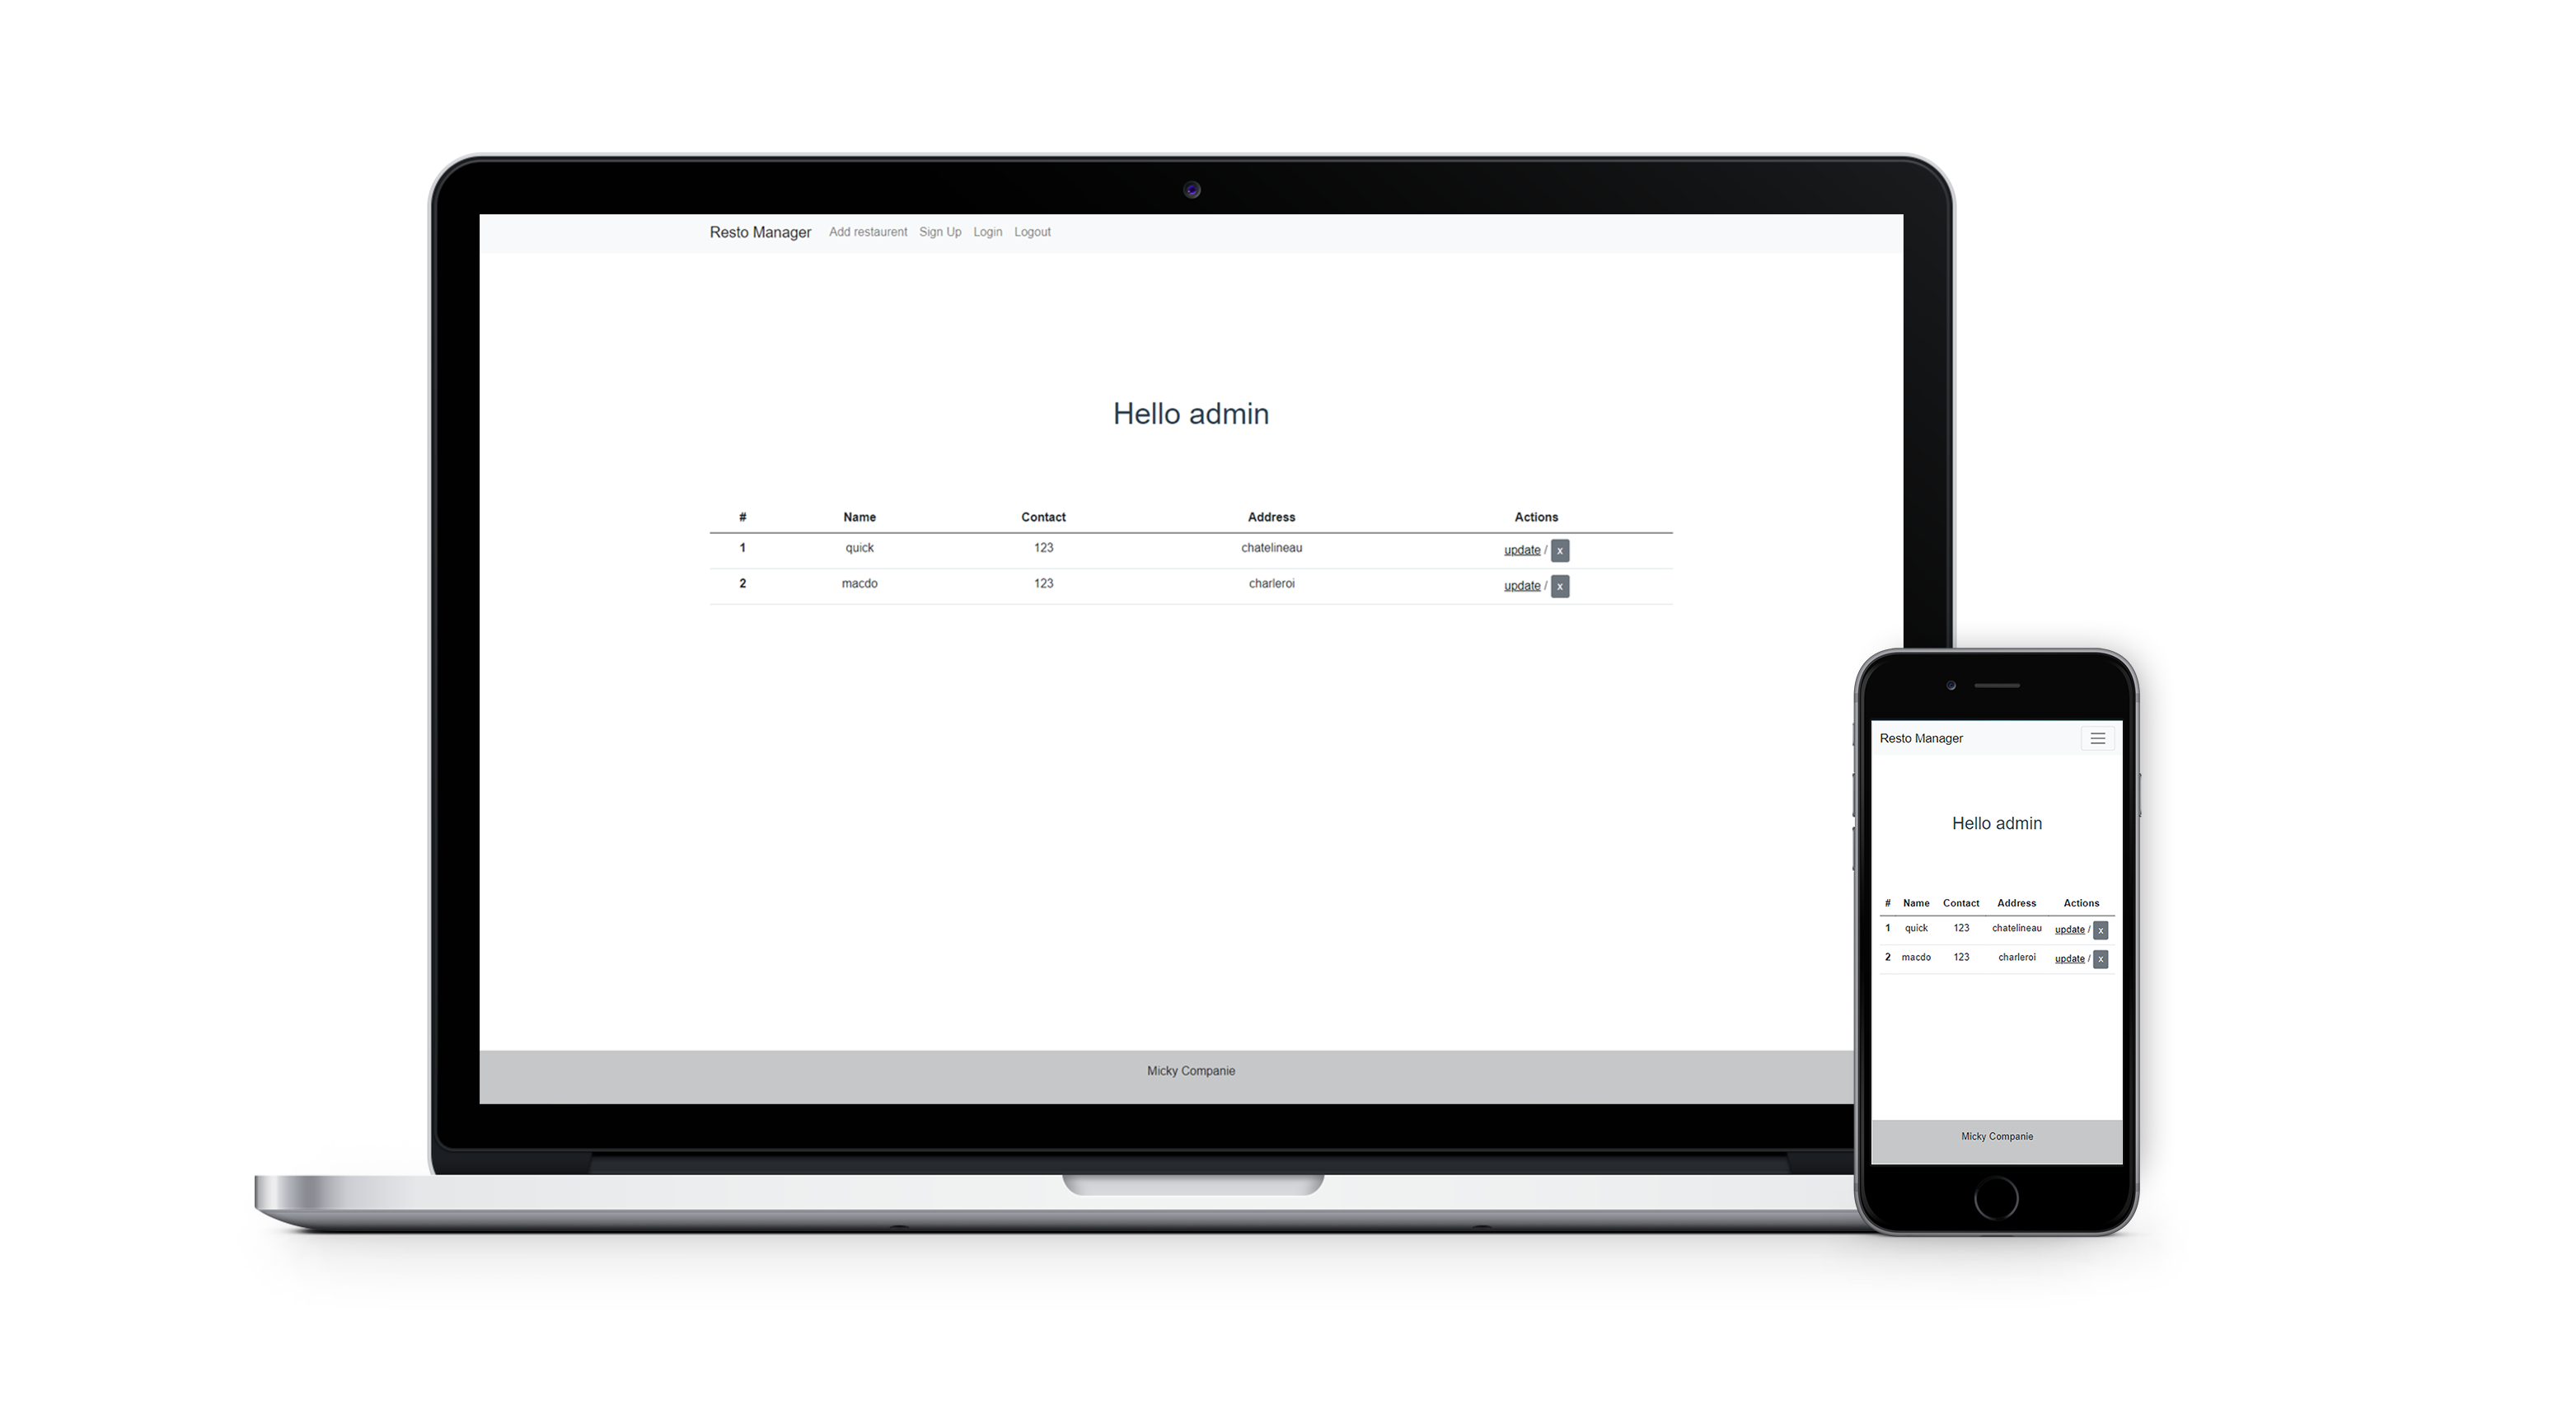 Resto Manager Add restaurent Sign Up Login Logout
Hello admin
# Name Contact Address Actions
1 quick 123 chatelineau update / x
2 macdo 123 charleroi update / x
Micky Companie
Resto Manager
Hello admin
# Name Contact Address Actions
1 quick 123 chatelineau update / x
2 macdo 123 charleroi update / x
Micky Companie